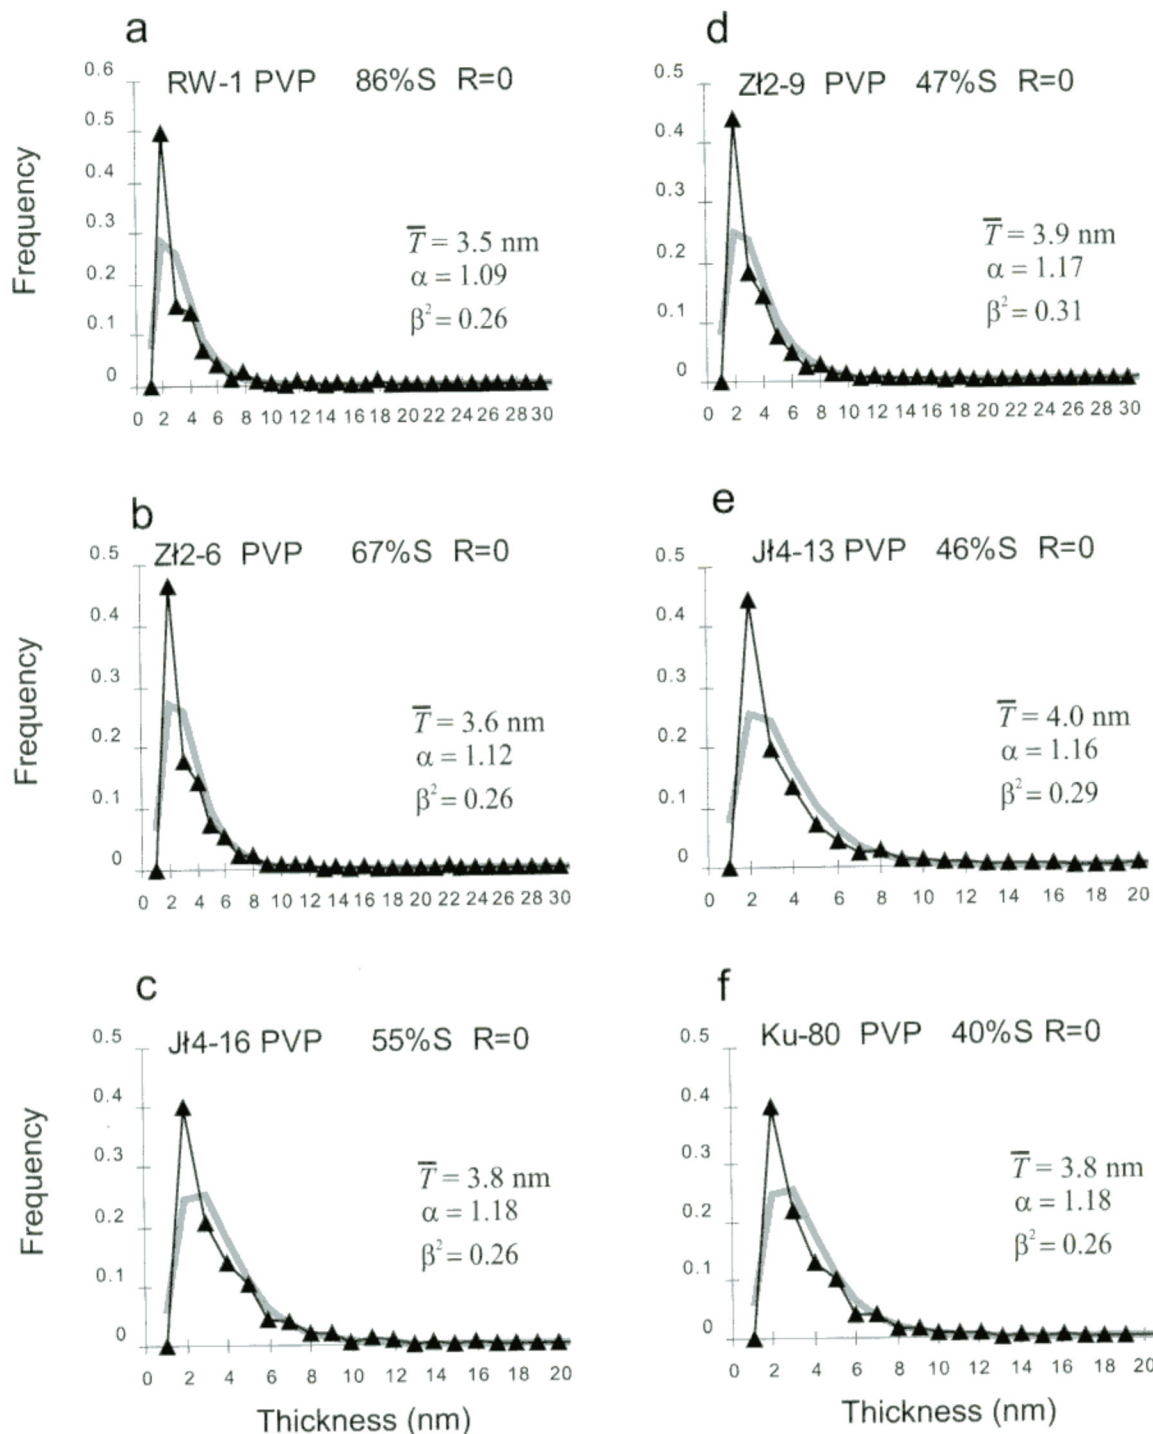 a
RW-1 PVP 86%S R=0
Frequency
0.6
0.5
0.4
0.3
0.2
0.1
0
T̅ = 3.5 nm
α = 1.09
β² = 0.26
0 2 4 6 8 10 12 14 16 18 20 22 24 26 28 30
d
Zł2-9 PVP 47%S R=0
0.5
0.4
0.3
0.2
0.1
0
T̅ = 3.9 nm
α = 1.17
β² = 0.31
0 2 4 6 8 10 12 14 16 18 20 22 24 26 28 30
b
Zł2-6 PVP 67%S R=0
Frequency
0.5
0.4
0.3
0.2
0.1
0
T̅ = 3.6 nm
α = 1.12
β² = 0.26
0 2 4 6 8 10 12 14 16 18 20 22 24 26 28 30
e
Jł4-13 PVP 46%S R=0
0.5
0.4
0.3
0.2
0.1
0
T̅ = 4.0 nm
α = 1.16
β² = 0.29
0 2 4 6 8 10 12 14 16 18 20
c
Jł4-16 PVP 55%S R=0
Frequency
0.5
0.4
0.3
0.2
0.1
0
T̅ = 3.8 nm
α = 1.18
β² = 0.26
0 2 4 6 8 10 12 14 16 18 20
Thickness (nm)
f
Ku-80 PVP 40%S R=0
0.5
0.4
0.3
0.2
0.1
0
T̅ = 3.8 nm
α = 1.18
β² = 0.26
0 2 4 6 8 10 12 14 16 18 20
Thickness (nm)